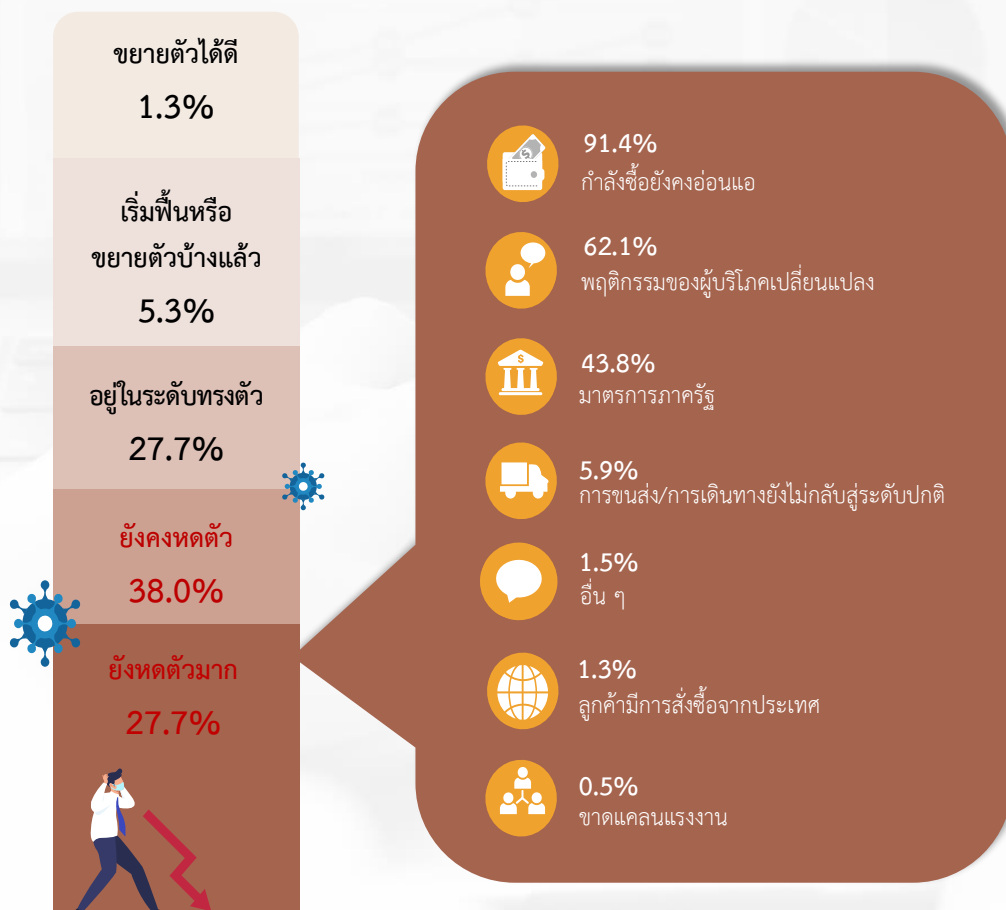 ขยายตัวได้ดี
1.3%
เริ่มฟื้นหรือ
ขยายตัวบ้างแล้ว
5.3%
อยู่ในระดับทรงตัว
27.7%
ยังคงหดตัว
38.0%
ยังหดตัวมาก
27.7%
91.4%
กำลังซื้อยังคงอ่อนแอ
62.1%
พฤติกรรมของผู้บริโภคเปลี่ยนแปลง
43.8%
มาตรการภาครัฐ
5.9%
การขนส่ง/การเดินทางยังไม่กลับสู่ระดับปกติ
1.5%
อื่น ๆ
1.3%
ลูกค้ามีการสั่งซื้อจากประเทศ
0.5%
ขาดแคลนแรงงาน